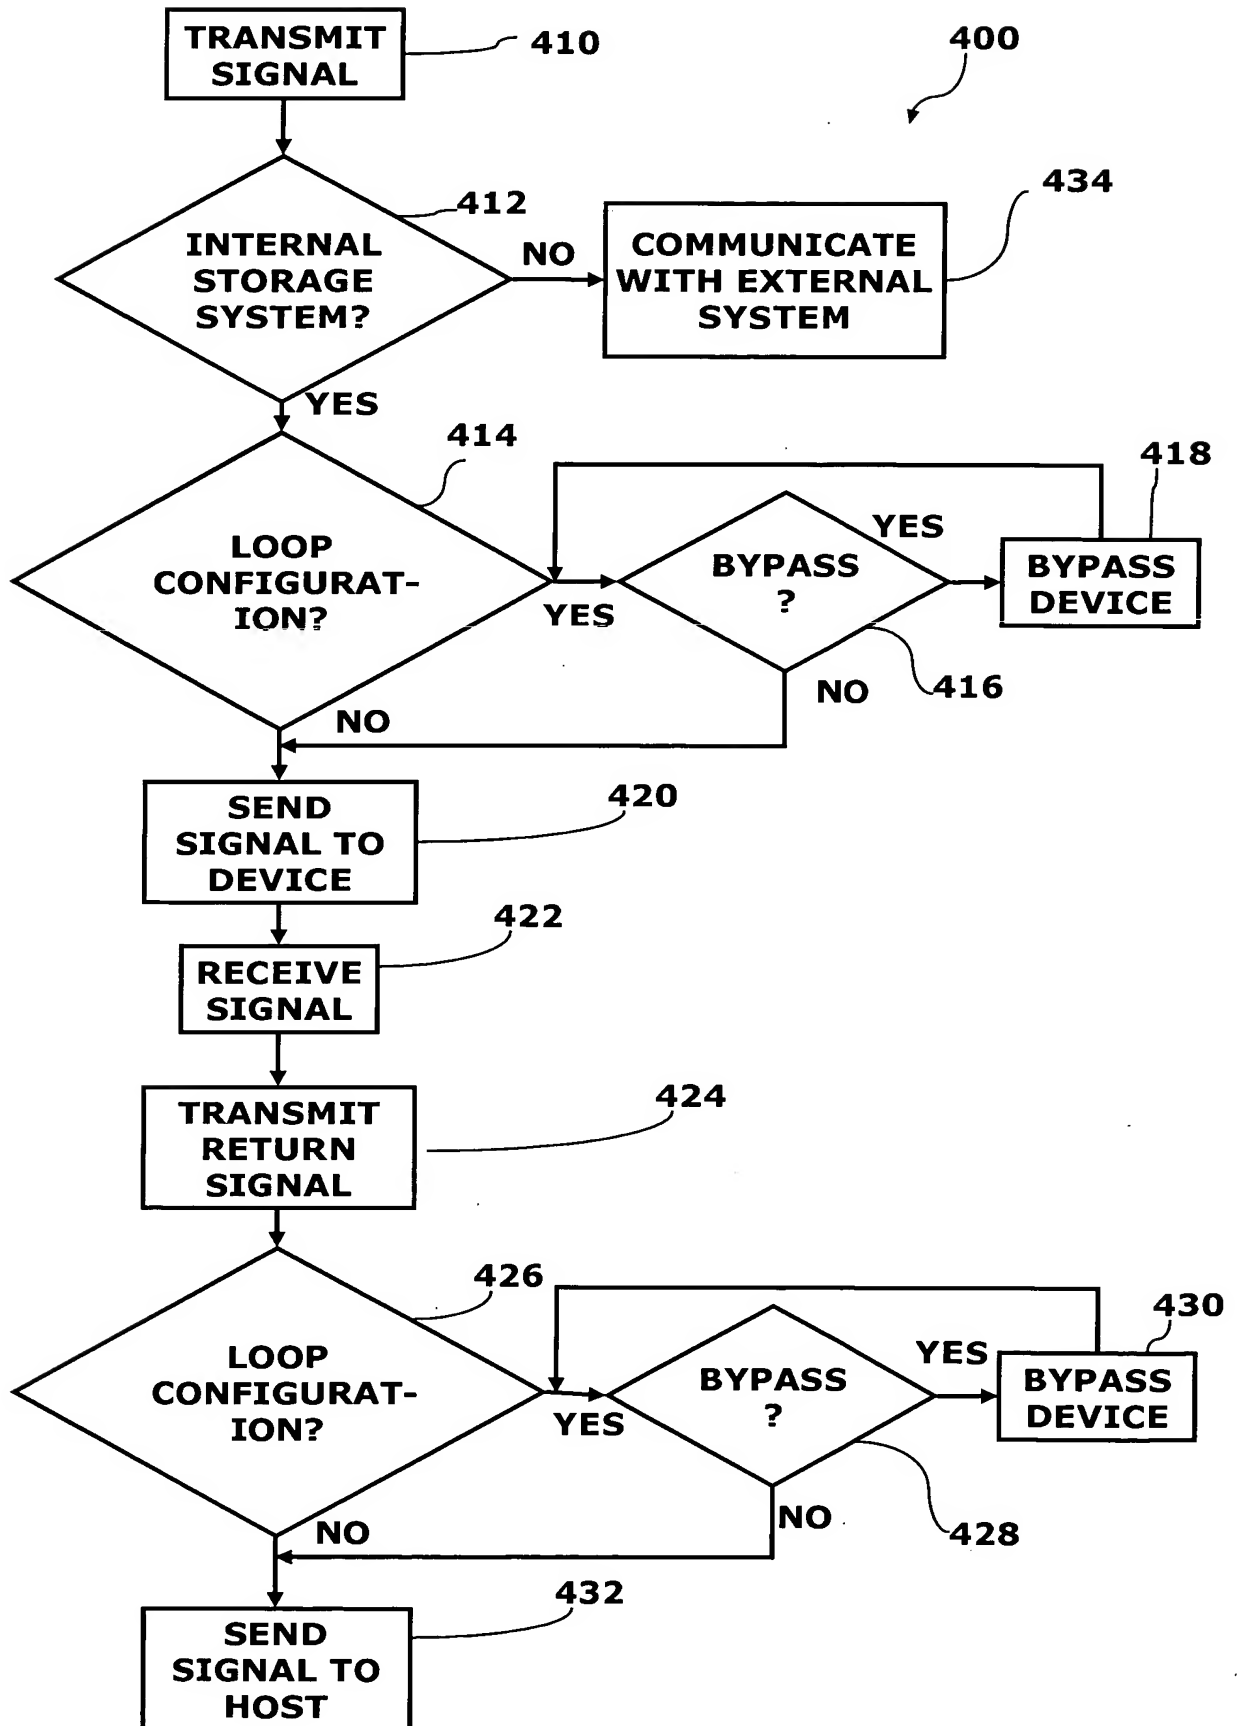 TRANSMIT
SIGNAL
410
400
412
434
INTERNAL
STORAGE
SYSTEM?
NO
COMMUNICATE
WITH EXTERNAL
SYSTEM
YES
414
418
LOOP
CONFIGURAT-
ION?
YES
BYPASS
?
YES
BYPASS
DEVICE
416
NO
NO
SEND
SIGNAL TO
DEVICE
420
422
RECEIVE
SIGNAL
TRANSMIT
RETURN
SIGNAL
424
426
430
LOOP
CONFIGURAT-
ION?
YES
BYPASS
?
YES
BYPASS
DEVICE
428
NO
NO
432
SEND
SIGNAL TO
HOST